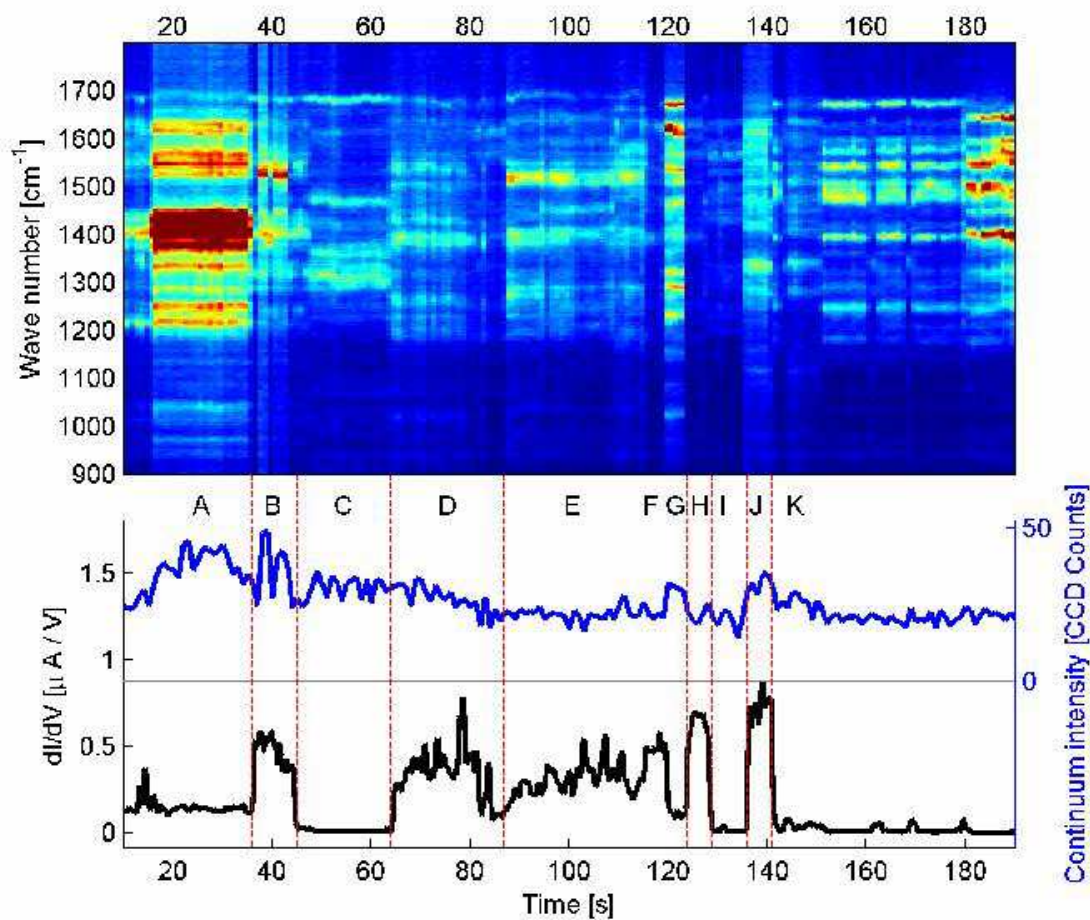 20 40 60 80 100 120 140 160 180
1700
1600
1500
1400
1300
1200
1100
1000
900
Wave number [cm⁻¹]
A B C D E F G H I J K
1.5
1
0.5
0
dI/dV [μ A / V]
50
0
Continuum intensity [CCD Counts]
20 40 60 80 100 120 140 160 180
Time [s]